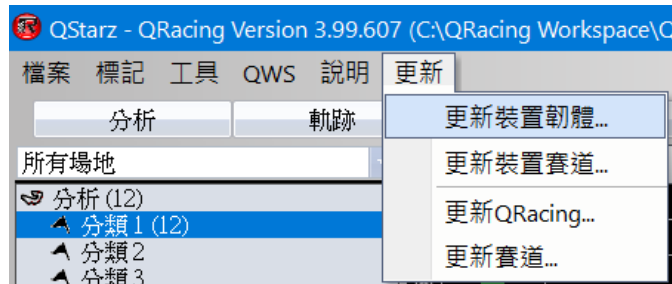 QStarz - QRacing Version 3.99.607 (C:\QRacing Workspace\Q
檔案 標記 工具 QWS 說明 更新
分析 軌跡
更新裝置韌體...
所有場地
更新裝置賽道...
分析 (12)
分類 1 (12)
更新QRacing...
分類 2
更新賽道...
分類 3